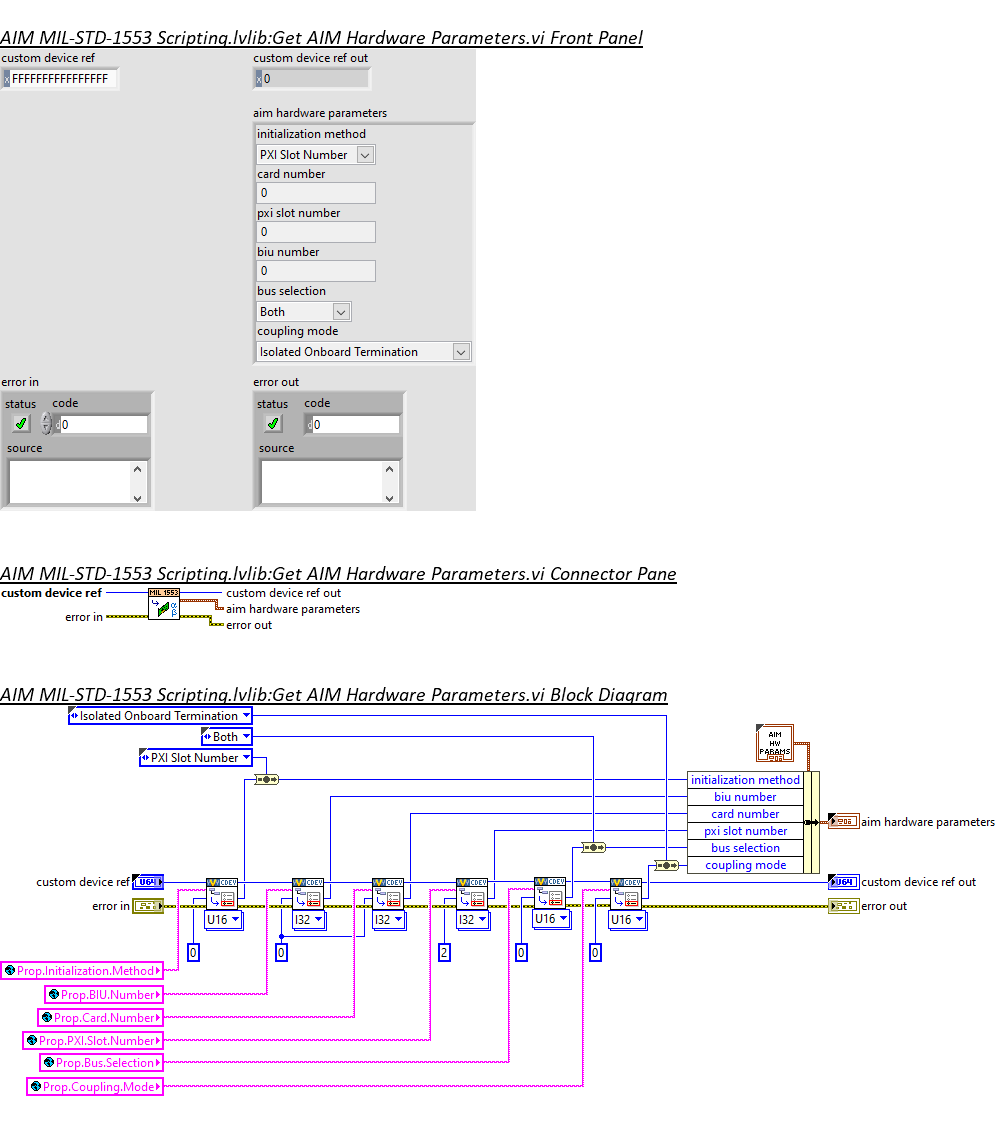 AIM MIL-STD-1553 Scripting.lvlib:Get AIM Hardware Parameters.vi Front Panel
custom device ref
custom device ref out
x FFFFFFFFFFFFFFFF
x 0
aim hardware parameters
initialization method
PXI Slot Number
card number
0
pxi slot number
0
biu number
0
bus selection
Both
coupling mode
Isolated Onboard Termination
error in
error out
status
code
status
code
d 0
d 0
source
source
AIM MIL-STD-1553 Scripting.lvlib:Get AIM Hardware Parameters.vi Connector Pane
custom device ref
MIL 1553
custom device ref out
α
β
aim hardware parameters
error in
error out
AIM MIL-STD-1553 Scripting.lvlib:Get AIM Hardware Parameters.vi Block Diagram
Isolated Onboard Termination
Both
PXI Slot Number
AIM
HW
PARAMS
initialization method
biu number
card number
pxi slot number
bus selection
coupling mode
aim hardware parameters
custom device ref
U64
CDEV
CDEV
CDEV
CDEV
CDEV
CDEV
U64
custom device ref out
error in
error out
U16
I32
I32
I32
U16
U16
0
0
2
0
0
Prop.Initialization.Method
Prop.BIU.Number
Prop.Card.Number
Prop.PXI.Slot.Number
Prop.Bus.Selection
Prop.Coupling.Mode